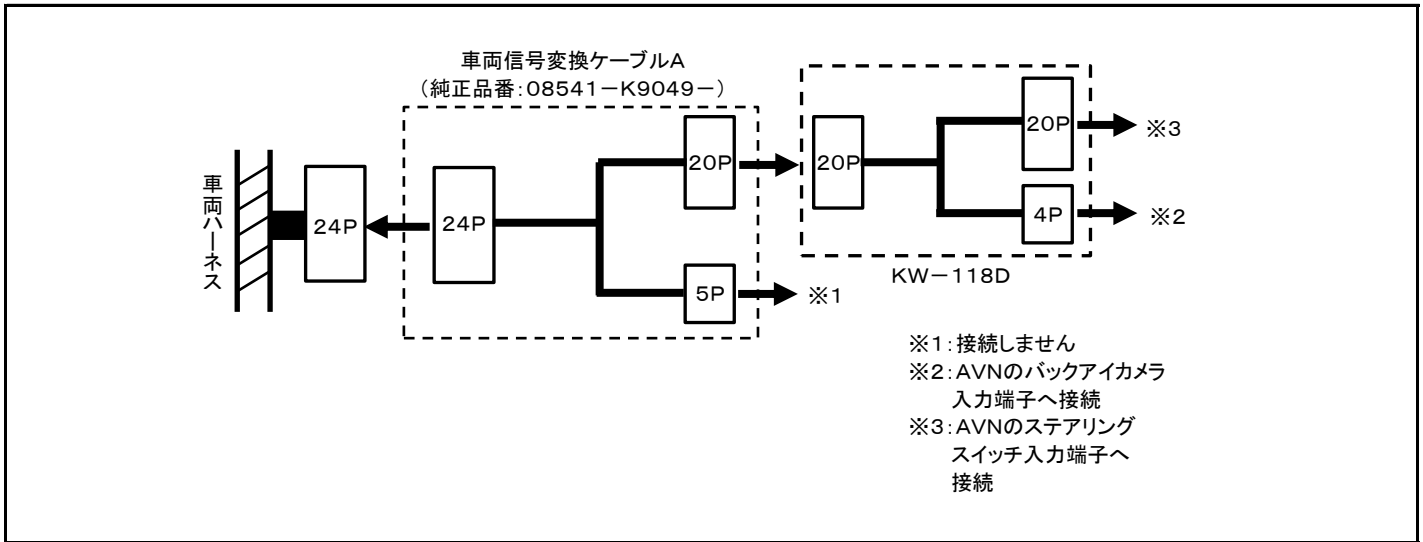 車両信号変換ケーブルA
（純正品番：08541－K9049－）
車両ハーネス
24P
24P
20P
5P
※1
20P
20P
4P
※3
※2
KW－118D
※1：接続しません
※2：AVNのバックアイカメラ
入力端子へ接続
※3：AVNのステアリング
スイッチ入力端子へ
接続